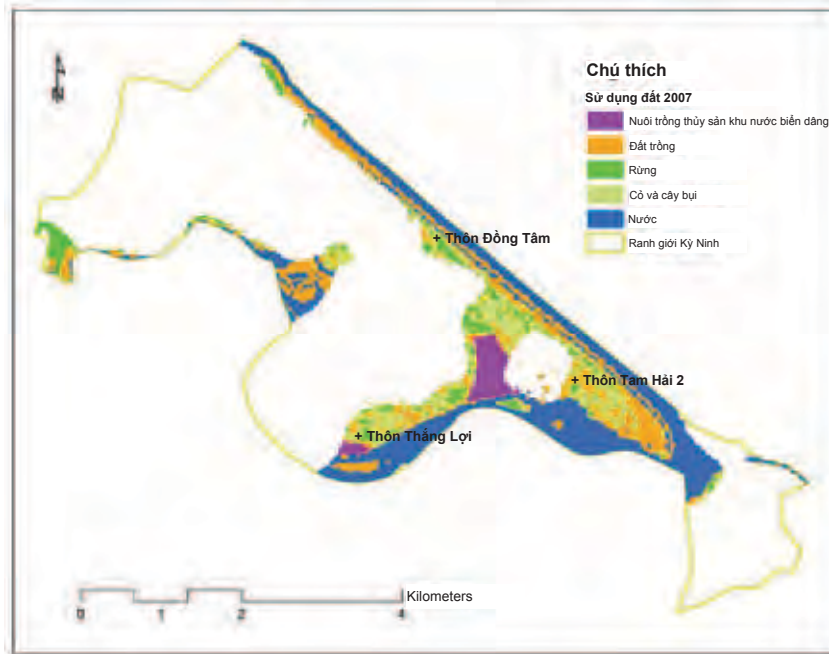 Chú thích
Sử dụng đất 2007
Nuôi trồng thủy sản khu nước biển dâng
Đất trồng
Rừng
Cỏ và cây bụi
Nước
Ranh giới Kỳ Ninh
+ Thôn Đồng Tâm
+ Thôn Tam Hải 2
+ Thôn Thắng Lợi
Kilometers
0 1 2 4